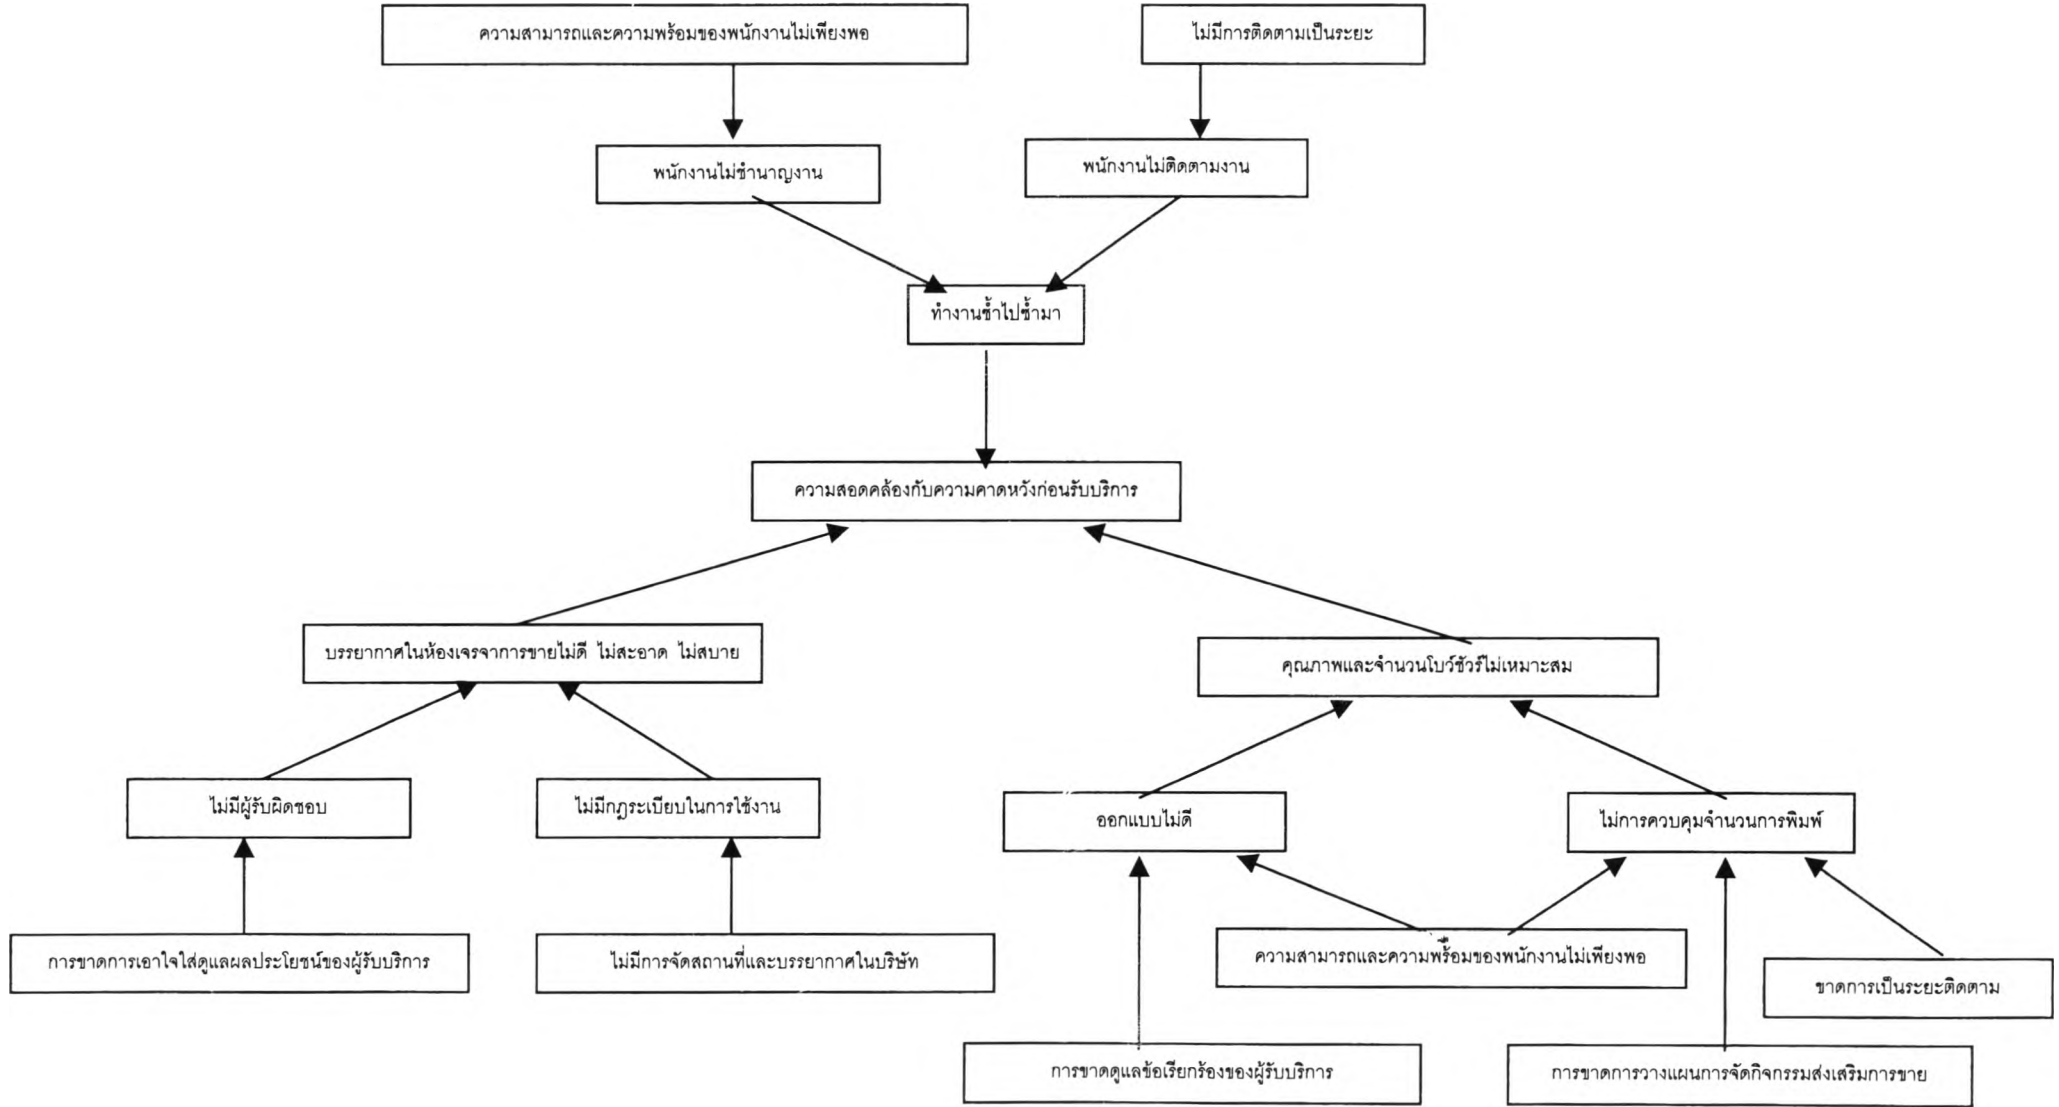 ความสามารถและความพร้อมของพนักงานไม่เพียงพอ
ไม่มีการติดตามเป็นระยะ
พนักงานไม่ชำนาญงาน
พนักงานไม่ติดตามงาน
ทำงานซ้ำไปซ้ำมา
ความสอดคล้องกับความคาดหวังก่อนรับบริการ
บรรยากาศในห้องเจรจาการขายไม่ดี ไม่สะอาด ไม่สบาย
คุณภาพและจำนวนโบว์ชัวร์ไม่เหมาะสม
ไม่มีผู้รับผิดชอบ
ไม่มีกฎระเบียบในการใช้งาน
ออกแบบไม่ดี
ไม่การควบคุมจำนวนการพิมพ์
การขาดการเอาใจใส่ดูแลผลประโยชน์ของผู้รับบริการ
ไม่มีการจัดสถานที่และบรรยากาศในบริษัท
ความสามารถและความพร้อมของพนักงานไม่เพียงพอ
ขาดการเป็นระยะติดตาม
การขาดดูแลข้อเรียกร้องของผู้รับบริการ
การขาดการวางแผนการจัดกิจกรรมส่งเสริมการขาย